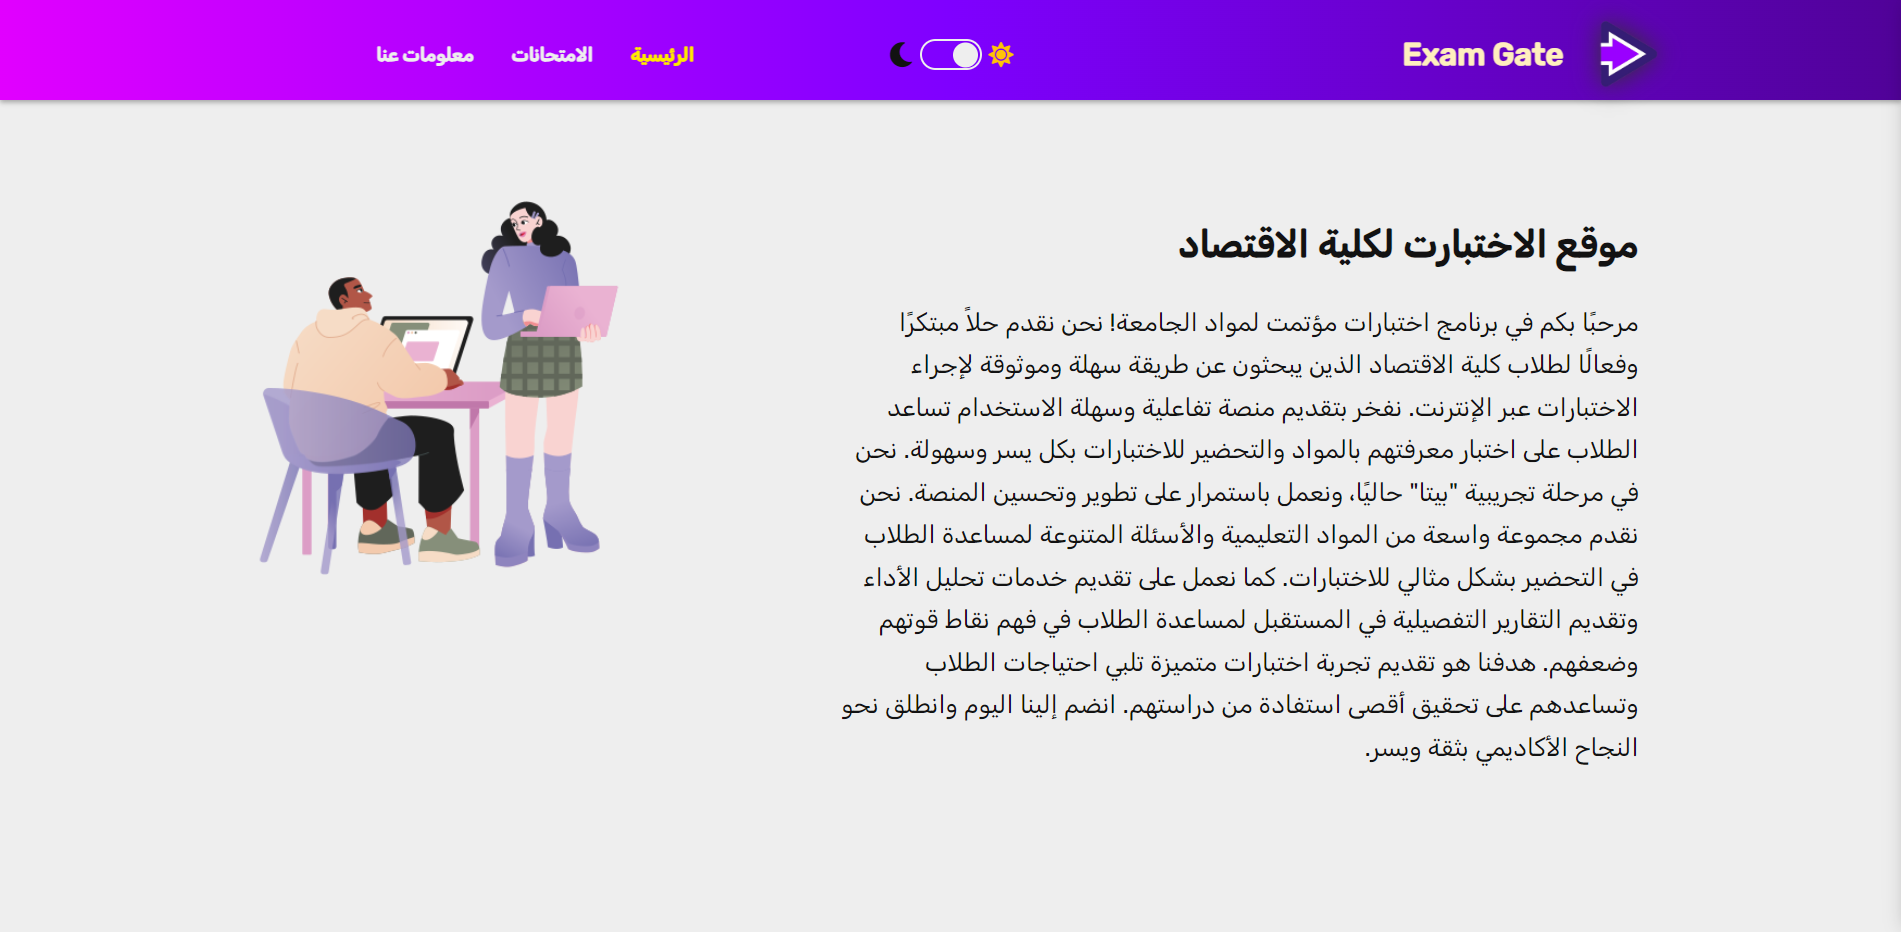 Exam Gate
الرئيسية
الامتحانات
معلومات عنا
موقع الاختبارت لكلية الاقتصاد
مرحبًا بكم في برنامج اختبارات مؤتمت لمواد الجامعة! نحن نقدم حلاً مبتكرًا
وفعالًا لطلاب كلية الاقتصاد الذين يبحثون عن طريقة سهلة وموثوقة لإجراء
الاختبارات عبر الإنترنت. نفخر بتقديم منصة تفاعلية وسهلة الاستخدام تساعد
الطلاب على اختبار معرفتهم بالمواد والتحضير للاختبارات بكل يسر وسهولة. نحن
في مرحلة تجريبية "بيتا" حاليًا، ونعمل باستمرار على تطوير وتحسين المنصة. نحن
نقدم مجموعة واسعة من المواد التعليمية والأسئلة المتنوعة لمساعدة الطلاب
في التحضير بشكل مثالي للاختبارات. كما نعمل على تقديم خدمات تحليل الأداء
وتقديم التقارير التفصيلية في المستقبل لمساعدة الطلاب في فهم نقاط قوتهم
وضعفهم. هدفنا هو تقديم تجربة اختبارات متميزة تلبي احتياجات الطلاب
وتساعدهم على تحقيق أقصى استفادة من دراستهم. انضم إلينا اليوم وانطلق نحو
النجاح الأكاديمي بثقة ويسر.